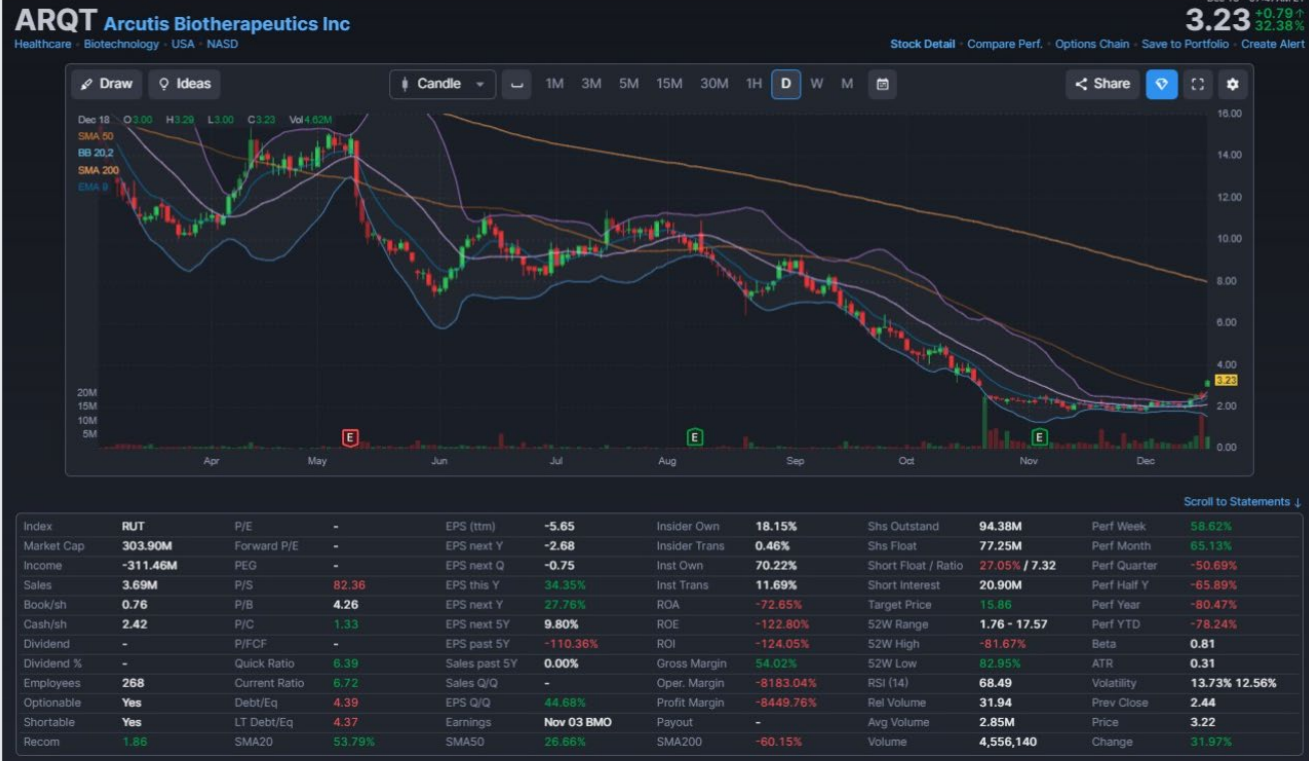 ARQT Arcutis Biotherapeutics Inc
3.23 +0.79↑ 32.38%
Healthcare · Biotechnology · USA · NASD
Stock Detail · Compare Perf. · Options Chain · Save to Portfolio · Create Alert
Draw Ideas Candle 1M 3M 5M 15M 30M 1H D W M Share
Dec 18 O3.00 H3.29 L3.00 C3.23 Vol4.62M
SMA 50
BB 20,2
SMA 200
EMA 9
16.00
14.00
12.00
10.00
8.00
6.00
4.00
3.23
2.00
0.00
20M
15M
10M
5M
E E E
Apr May Jun Jul Aug Sep Oct Nov Dec
Scroll to Statements ↓
Index RUT P/E - EPS (ttm) -5.65 Insider Own 18.15% Shs Outstand 94.38M Perf Week 58.62%
Market Cap 303.90M Forward P/E - EPS next Y -2.68 Insider Trans 0.46% Shs Float 77.25M Perf Month 65.13%
Income -311.46M PEG - EPS next Q -0.75 Inst Own 70.22% Short Float / Ratio 27.05% / 7.32 Perf Quarter -50.69%
Sales 3.69M P/S 82.36 EPS this Y 34.35% Inst Trans 11.69% Short Interest 20.90M Perf Half Y -65.89%
Book/sh 0.76 P/B 4.26 EPS next Y 27.76% ROA -72.65% Target Price 15.86 Perf Year -80.47%
Cash/sh 2.42 P/C 1.33 EPS next 5Y 9.80% ROE -122.80% 52W Range 1.76 - 17.57 Perf YTD -78.24%
Dividend - P/FCF - EPS past 5Y -110.36% ROI -124.05% 52W High -81.67% Beta 0.81
Dividend % - Quick Ratio 6.39 Sales past 5Y 0.00% Gross Margin 54.02% 52W Low 82.95% ATR 0.31
Employees 268 Current Ratio 6.72 Sales Q/Q - Oper. Margin -8183.04% RSI (14) 68.49 Volatility 13.73% 12.56%
Optionable Yes Debt/Eq 4.39 EPS Q/Q 44.68% Profit Margin -8449.76% Rel Volume 31.94 Prev Close 2.44
Shortable Yes LT Debt/Eq 4.37 Earnings Nov 03 BMO Payout - Avg Volume 2.85M Price 3.22
Recom 1.86 SMA20 53.79% SMA50 26.66% SMA200 -60.15% Volume 4,556,140 Change 31.97%